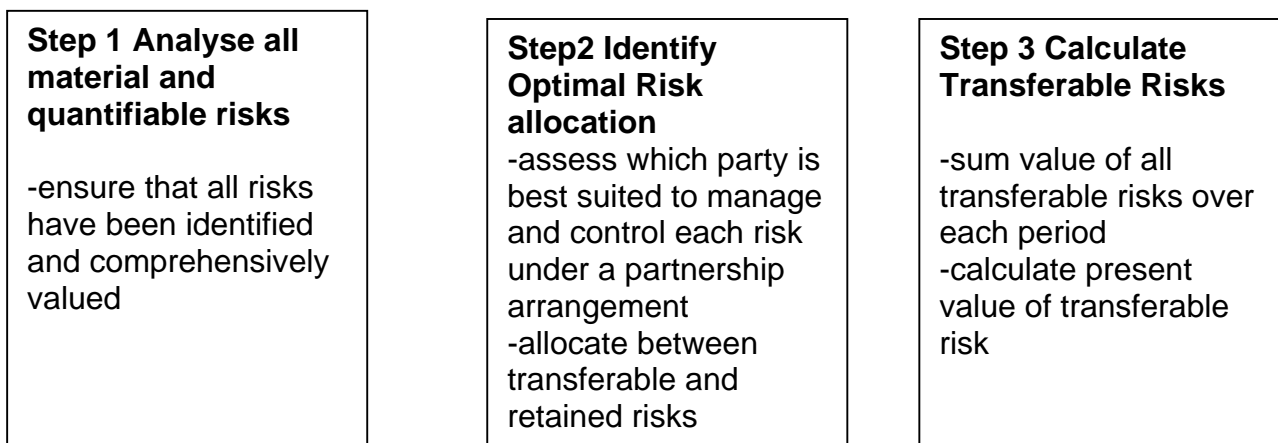 Step 1 Analyse all
material and
quantifiable risks
-ensure that all risks
have been identified
and comprehensively
valued
Step2 Identify
Optimal Risk
allocation
-assess which party is
best suited to manage
and control each risk
under a partnership
arrangement
-allocate between
transferable and
retained risks
Step 3 Calculate
Transferable Risks
-sum value of all
transferable risks over
each period
-calculate present
value of transferable
risk